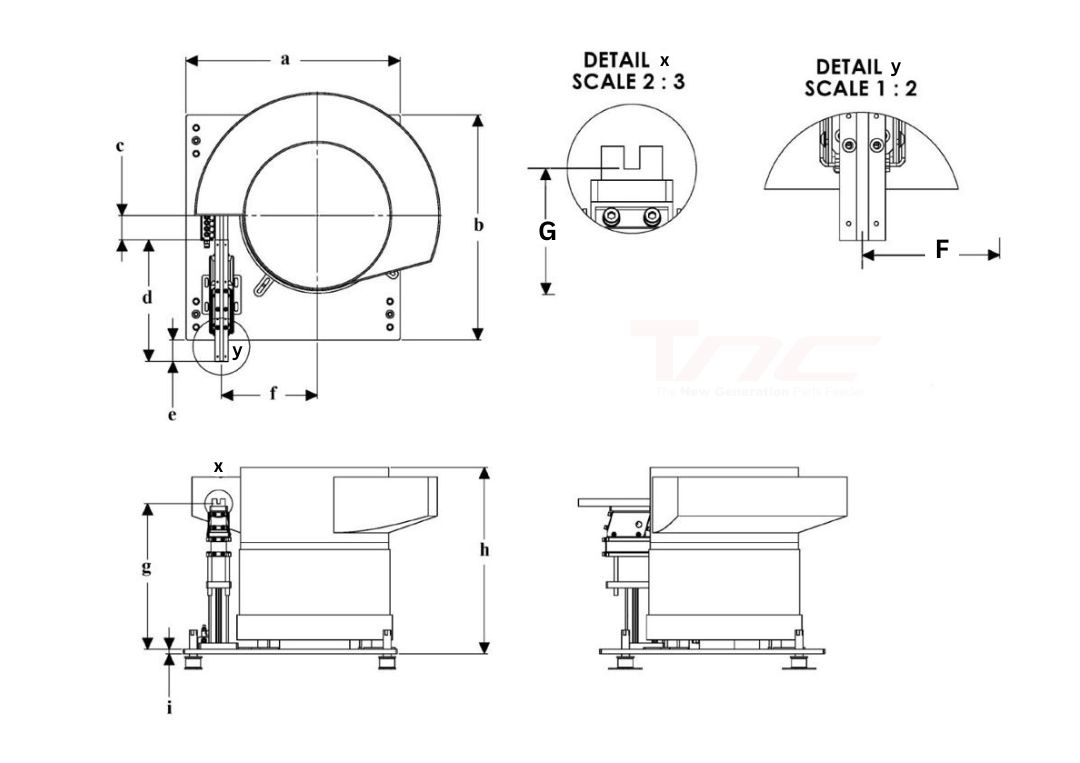 a
DETAIL x
SCALE 2 : 3
DETAIL y
SCALE 1 : 2
c
b
G
F
d
y
e
f
TNC
The New Generation Parts Feeder
x
g
h
i